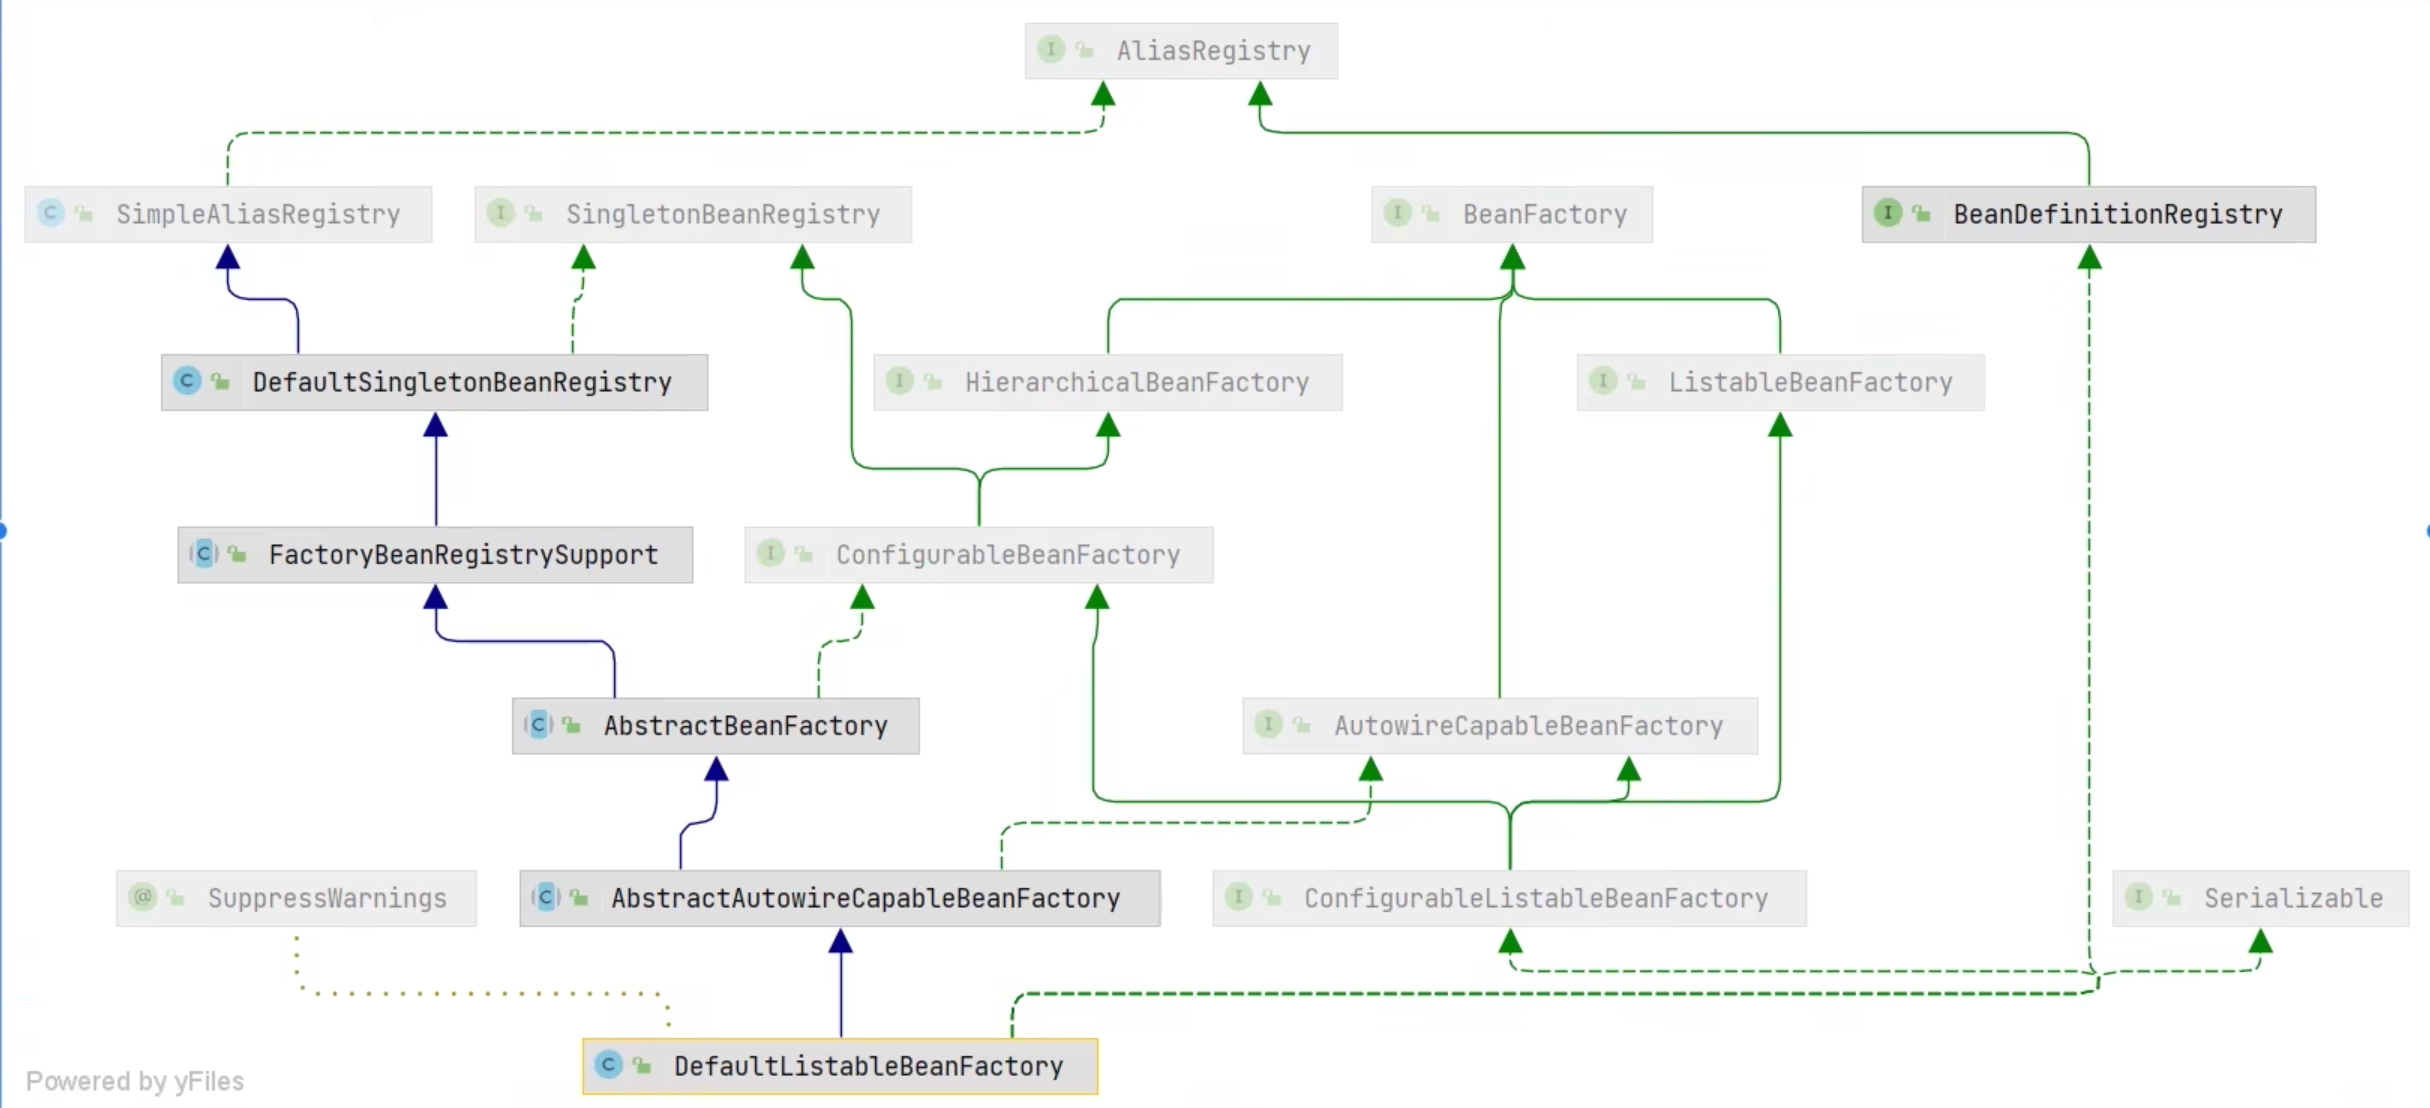 AliasRegistry
SimpleAliasRegistry
SingletonBeanRegistry
BeanFactory
BeanDefinitionRegistry
DefaultSingletonBeanRegistry
HierarchicalBeanFactory
ListableBeanFactory
FactoryBeanRegistrySupport
ConfigurableBeanFactory
AbstractBeanFactory
AutowireCapableBeanFactory
SuppressWarnings
AbstractAutowireCapableBeanFactory
ConfigurableListableBeanFactory
Serializable
DefaultListableBeanFactory
Powered by yFiles